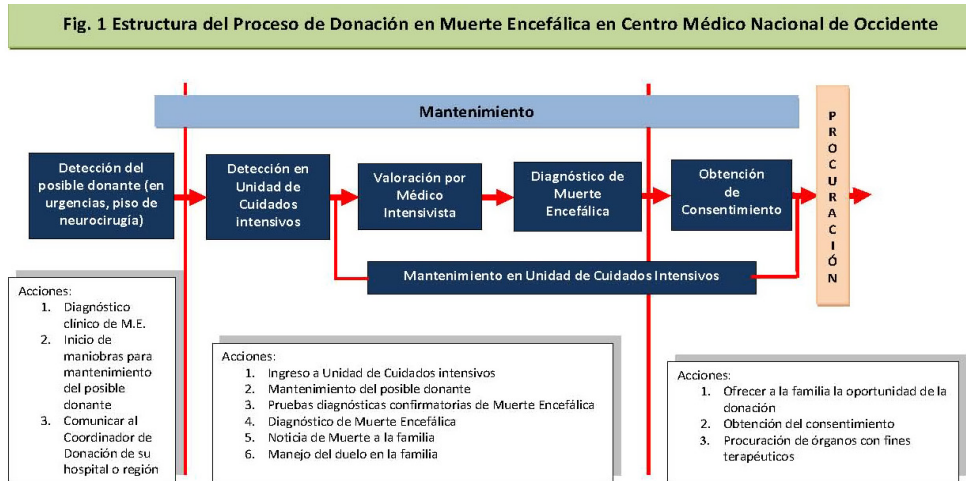 Fig. 1 Estructura del Proceso de Donación en Muerte Encefálica en Centro Médico Nacional de Occidente
Mantenimiento
Detección del
posible donante (en
urgencias, piso de
neurocirugía)
Detección en
Unidad de
Cuidados
intensivos
Valoración por
Médico
Intensivista
Diagnóstico de
Muerte
Encefálica
Obtención
de
Consentimiento
PROCURACIÓN
Mantenimiento en Unidad de Cuidados Intensivos
Acciones:
1. Diagnóstico
clínico de M.E.
2. Inicio de
maniobras para
mantenimiento
del posible
donante
3. Comunicar al
Coordinador de
Donación de su
hospital o región
Acciones:
1. Ingreso a Unidad de Cuidados intensivos
2. Mantenimiento del posible donante
3. Pruebas diagnósticas confirmatorias de Muerte Encefálica
4. Diagnóstico de Muerte Encefálica
5. Noticia de Muerte a la familia
6. Manejo del duelo en la familia
Acciones:
1. Ofrecer a la familia la oportunidad de la
donación
2. Obtención del consentimiento
3. Procuración de órganos con fines
terapéuticos